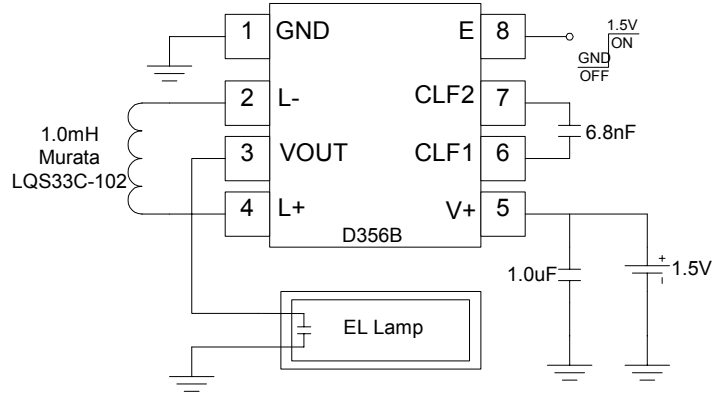 1 GND
E 8
1.5V
ON
GND
OFF
2 L-
CLF2 7
1.0mH
Murata
LQS33C-102
3 VOUT
CLF1 6
6.8nF
4 L+
V+ 5
D356B
1.0uF
+
–
1.5V
EL Lamp